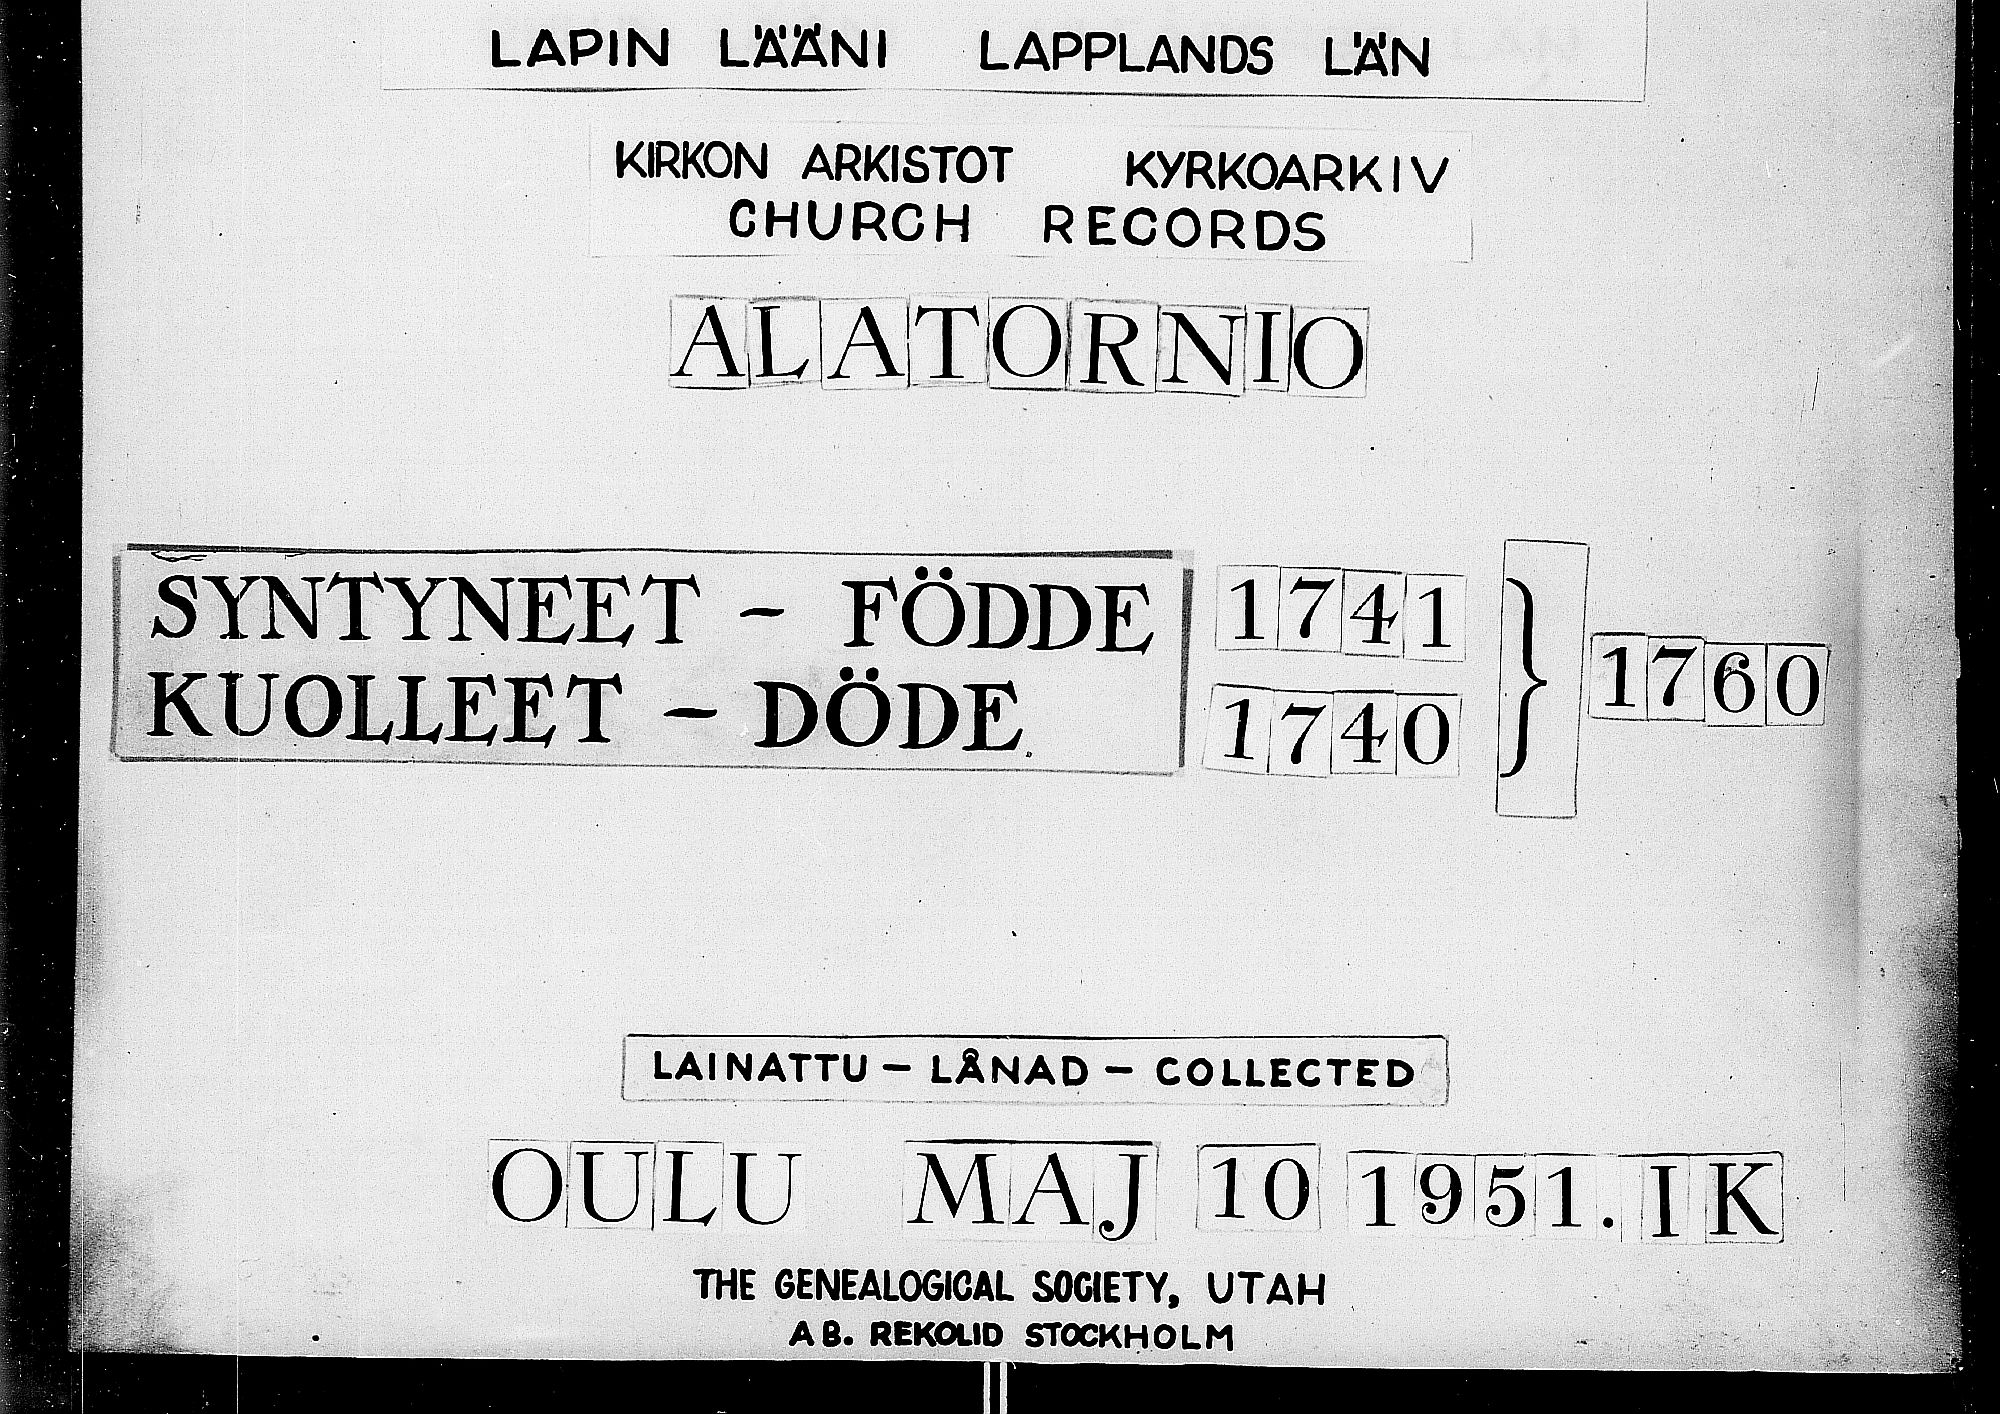 LAPIN LÄÄNI LAPPLANDS LÄN
KIRKON ARKISTOT KYRKOARKIV
CHURCH RECORDS
ALATORNIO
SYNTYNEET - FÖDDE 1741
KUOLLEET - DÖDE. 1740
} 1760
LAINATTU - LÅNAD - COLLECTED
OULU MAJ 10 1951. IK
THE GENEALOGICAL SOCIETY, UTAH
AB. REKOLID STOCKHOLM